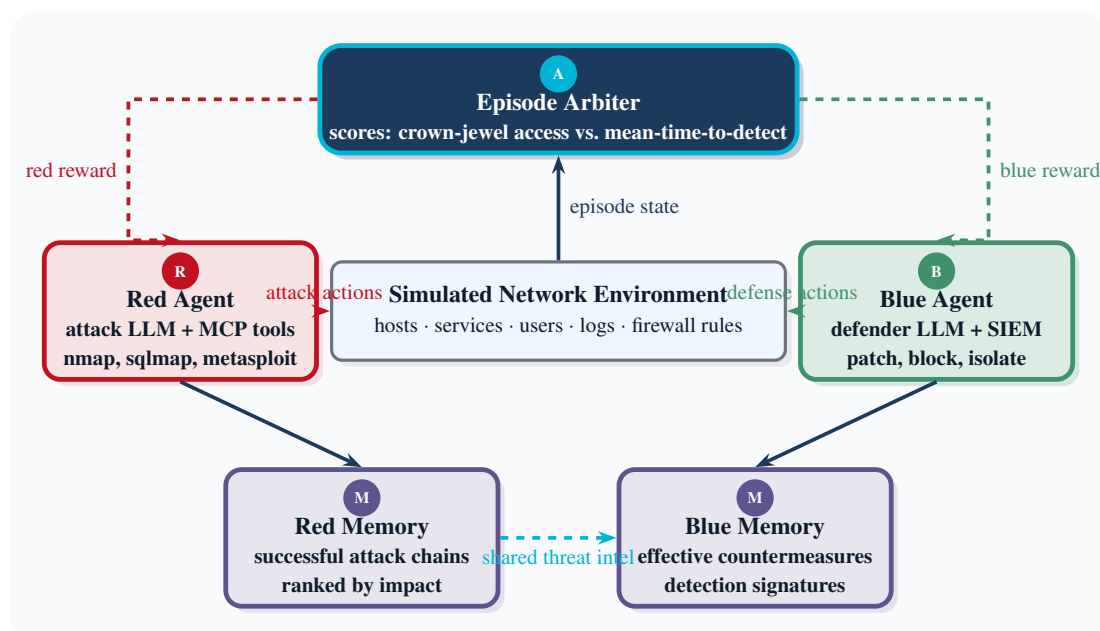 A
Episode Arbiter
scores: crown-jewel access vs. mean-time-to-detect
red reward
blue reward
episode state
R
Red Agent
attack LLM + MCP tools
nmap, sqlmap, metasploit
attack actions
Simulated Network Environment
hosts · services · users · logs · firewall rules
defense actions
B
Blue Agent
defender LLM + SIEM
patch, block, isolate
M
Red Memory
successful attack chains
ranked by impact
shared threat intel
M
Blue Memory
effective countermeasures
detection signatures